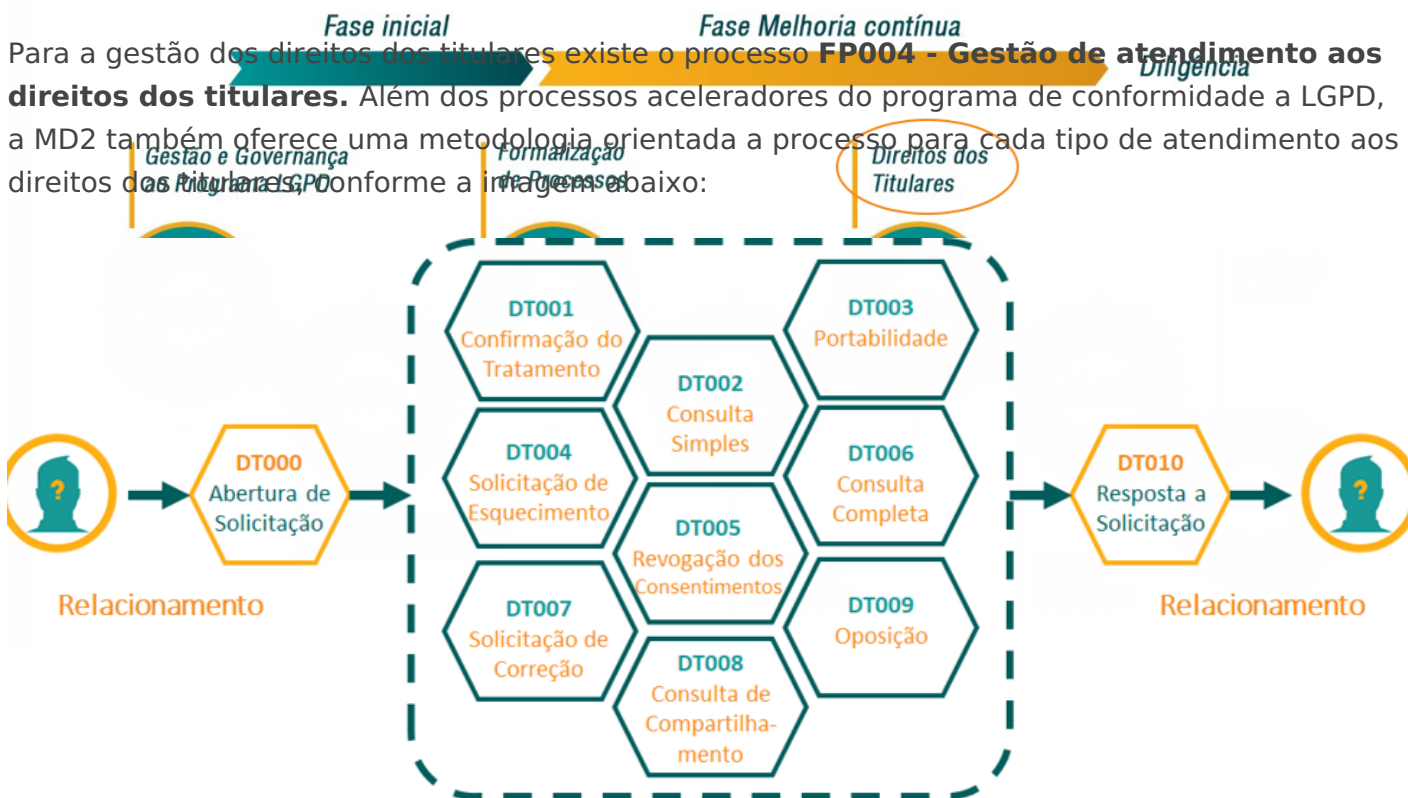 Fase inicial
Fase Melhoria contínua
Diligência
Para a gestão dos direitos dos titulares existe o processo FP004 - Gestão de atendimento aos
direitos dos titulares. Além dos processos aceleradores do programa de conformidade a LGPD,
a MD2 também oferece uma metodologia orientada a processo para cada tipo de atendimento aos
direitos dos titulares, conforme a imagem abaixo:
Gestão e Governança
ao Programa LGPD
Formalização
de Processos
Direitos dos
Titulares
DT001
Confirmação do
Tratamento
DT002
Consulta
Simples
DT003
Portabilidade
DT004
Solicitação de
Esquecimento
DT005
Revogação dos
Consentimentos
DT006
Consulta
Completa
DT007
Solicitação de
Correção
DT008
Consulta de
Compartilha-
mento
DT009
Oposição
?
DT000
Abertura de
Solicitação
Relacionamento
DT010
Resposta a
Solicitação
?
Relacionamento